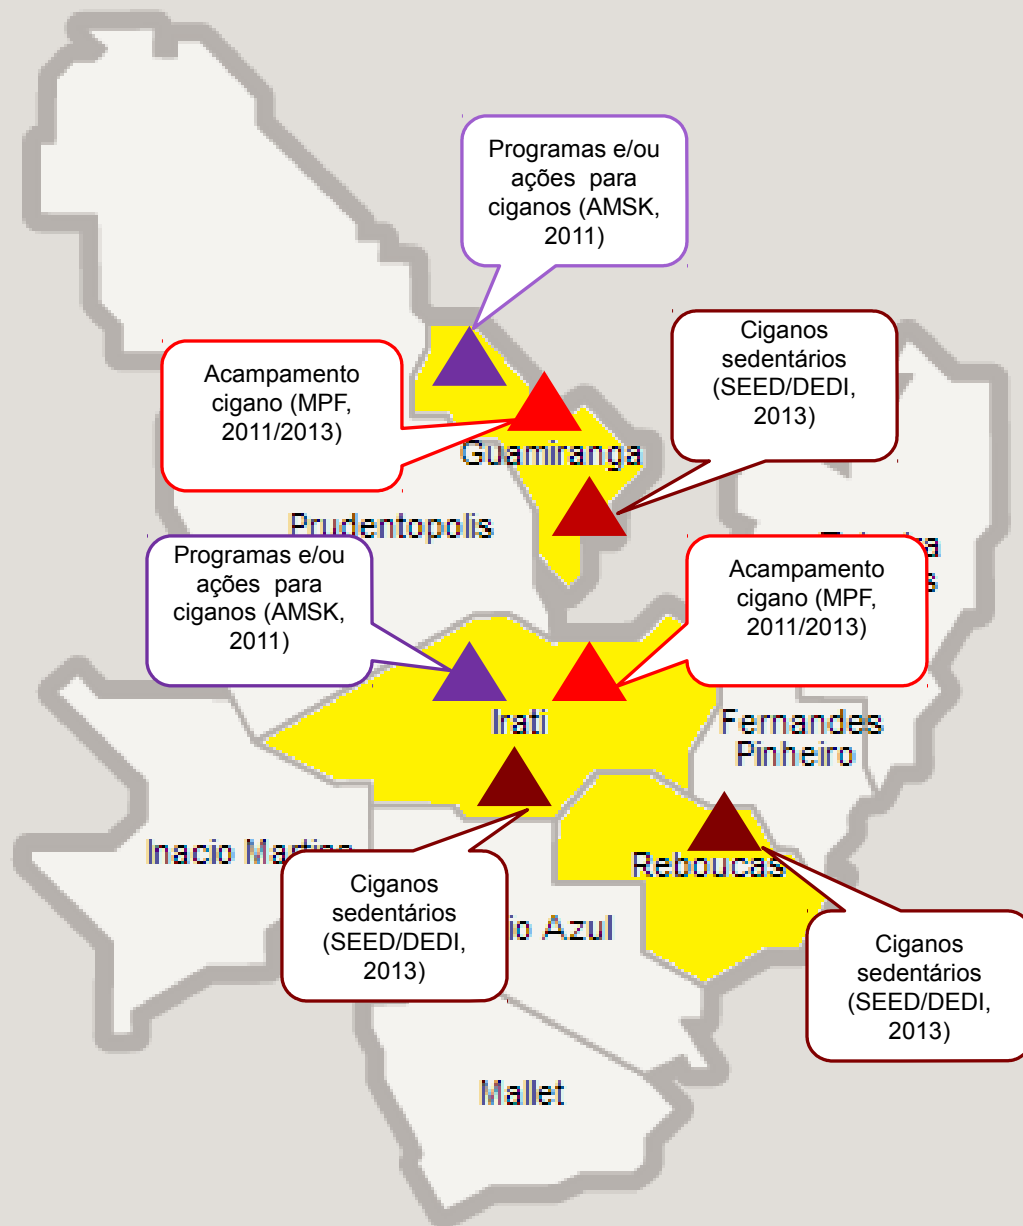 Programas e/ou
ações para
ciganos (AMSK,
2011)
Ciganos
sedentários
(SEED/DEDI,
2013)
Acampamento
cigano (MPF,
2011/2013)
Guamiranga
Prudentopolis
Programas e/ou
ações para
ciganos (AMSK,
2011)
Acampamento
cigano (MPF,
2011/2013)
Irati
Fernandes
Pinheiro
Inacio
Reboucas
Ciganos
sedentários
(SEED/DEDI,
2013)
Azul
Ciganos
sedentários
(SEED/DEDI,
2013)
Mallet